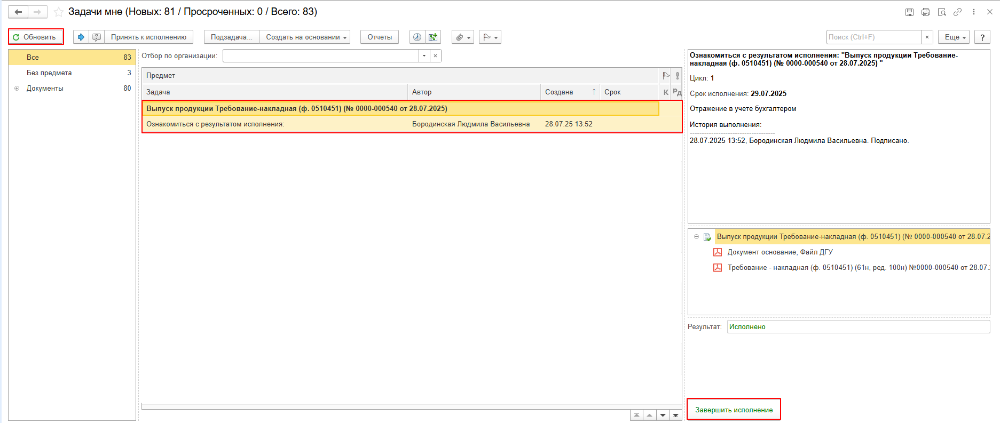 Задачи мне (Новых: 81 / Просроченных: 0 / Всего: 83)
Обновить
Принять к исполнению
Подзадача...
Создать на основании
Отчеты
Поиск (Ctrl+F)
×
Еще
?
Все 83
Без предмета 3
Документы 80
Отбор по организации:
×
Предмет
Задача Автор Создана ↑ Срок К Рд
Выпуск продукции Требование-накладная (ф. 0510451) (№ 0000-000540 от 28.07.2025)
Ознакомиться с результатом исполнения: Бородинская Людмила Васильевна 28.07.25 13:52
Ознакомиться с результатом исполнения: "Выпуск продукции Требование-
накладная (ф. 0510451) (№ 0000-000540 от 28.07.2025) "
Цикл: 1
Срок исполнения: 29.07.2025
Отражение в учете бухгалтером
История выполнения:
------------------------------------
28.07.2025 13:52, Бородинская Людмила Васильевна. Подписано.
Выпуск продукции Требование-накладная (ф. 0510451) (№ 0000-000540 от 28.07.2
Документ основание, Файл ДГУ
Требование - накладная (ф. 0510451) (61н, ред. 100н) №0000-000540 от 28.07.
Результат: Исполнено
Завершить исполнение